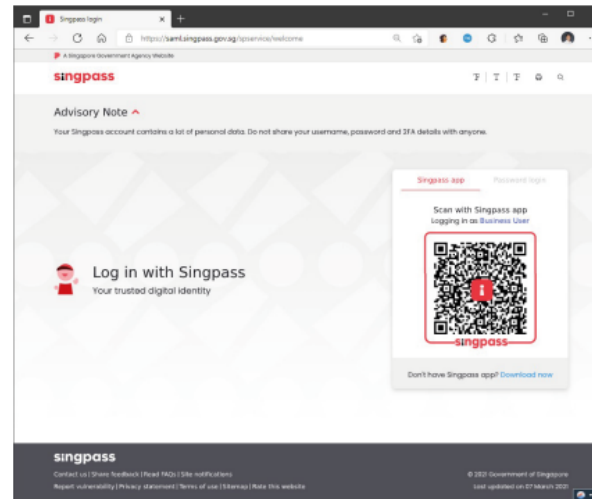 Singpass login
https://saml.singpass.gov.sg/spservice/welcome
A Singapore Government Agency Website
singpass
T | T | T
Advisory Note
Your Singpass account contains a lot of personal data. Do not share your username, password and 2FA details with anyone.
Singpass app Password login
Scan with Singpass app
Logging in as Business User
singpass
Don't have Singpass app? Download now
Log in with Singpass
Your trusted digital identity
singpass
Contact us | Share feedback | Read FAQs | Site notifications
Report vulnerability | Privacy statement | Terms of use | Sitemap | Rate this website
© 2021 Government of Singapore
Last updated on 07 March 2021